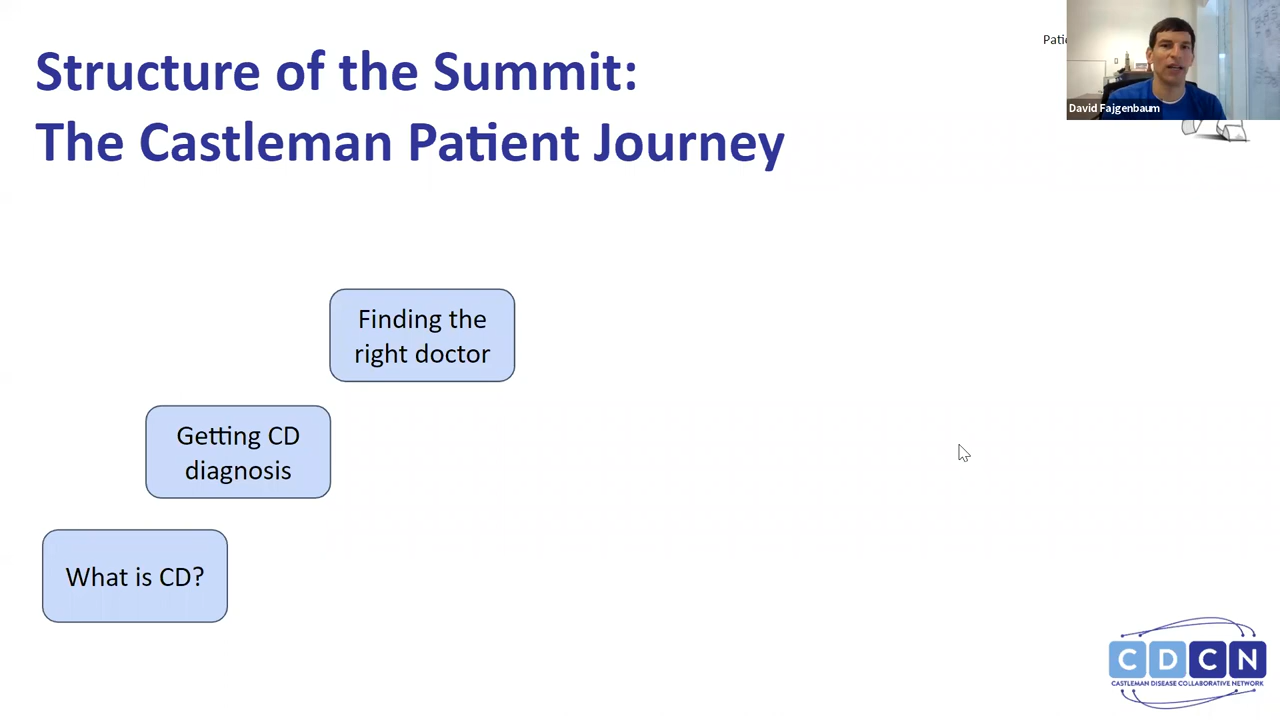 Structure of the Summit:
The Castleman Patient Journey
Patie
David Fajgenbaum
Finding the
right doctor
Getting CD
diagnosis
What is CD?
CDCN
CASTLEMAN DISEASE COLLABORATIVE NETWORK